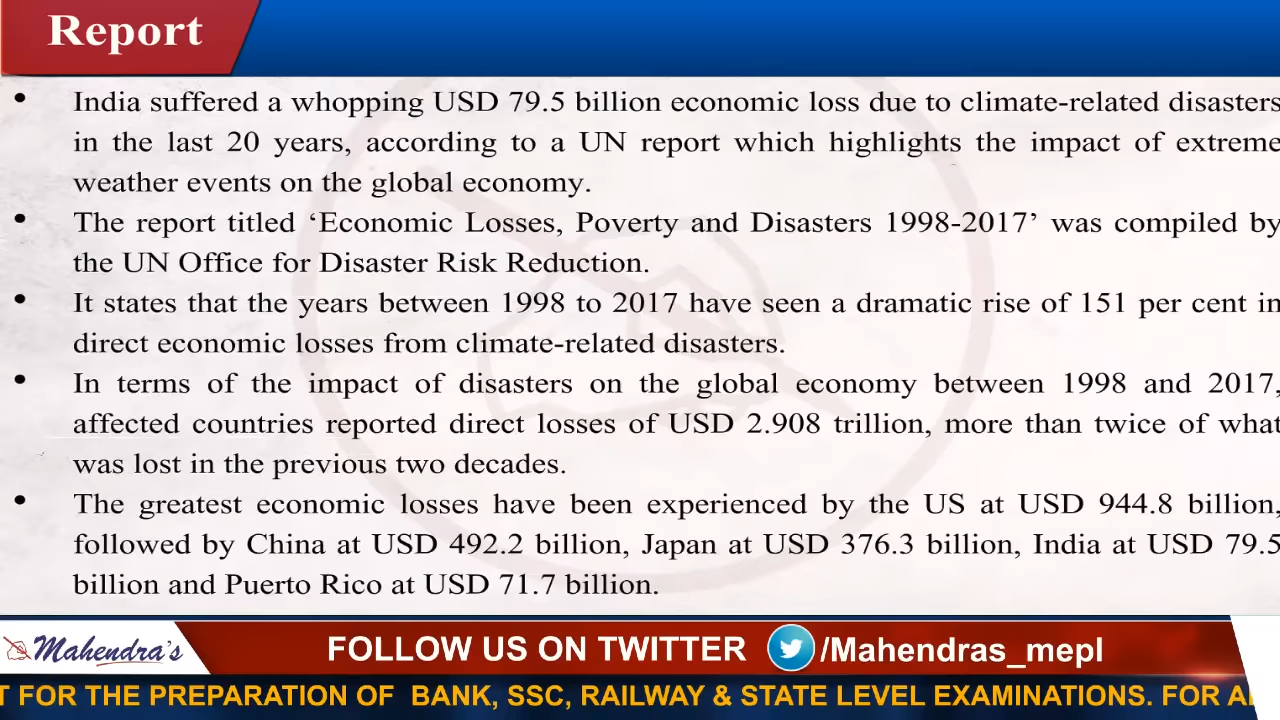 Report
• India suffered a whopping USD 79.5 billion economic loss due to climate-related disasters
in the last 20 years, according to a UN report which highlights the impact of extreme
weather events on the global economy.
• The report titled ‘Economic Losses, Poverty and Disasters 1998-2017’ was compiled by
the UN Office for Disaster Risk Reduction.
• It states that the years between 1998 to 2017 have seen a dramatic rise of 151 per cent in
direct economic losses from climate-related disasters.
• In terms of the impact of disasters on the global economy between 1998 and 2017,
affected countries reported direct losses of USD 2.908 trillion, more than twice of what
was lost in the previous two decades.
• The greatest economic losses have been experienced by the US at USD 944.8 billion,
followed by China at USD 492.2 billion, Japan at USD 376.3 billion, India at USD 79.5
billion and Puerto Rico at USD 71.7 billion.
Mahendra's
FOLLOW US ON TWITTER /Mahendras_mepl
T FOR THE PREPARATION OF BANK, SSC, RAILWAY & STATE LEVEL EXAMINATIONS. FOR